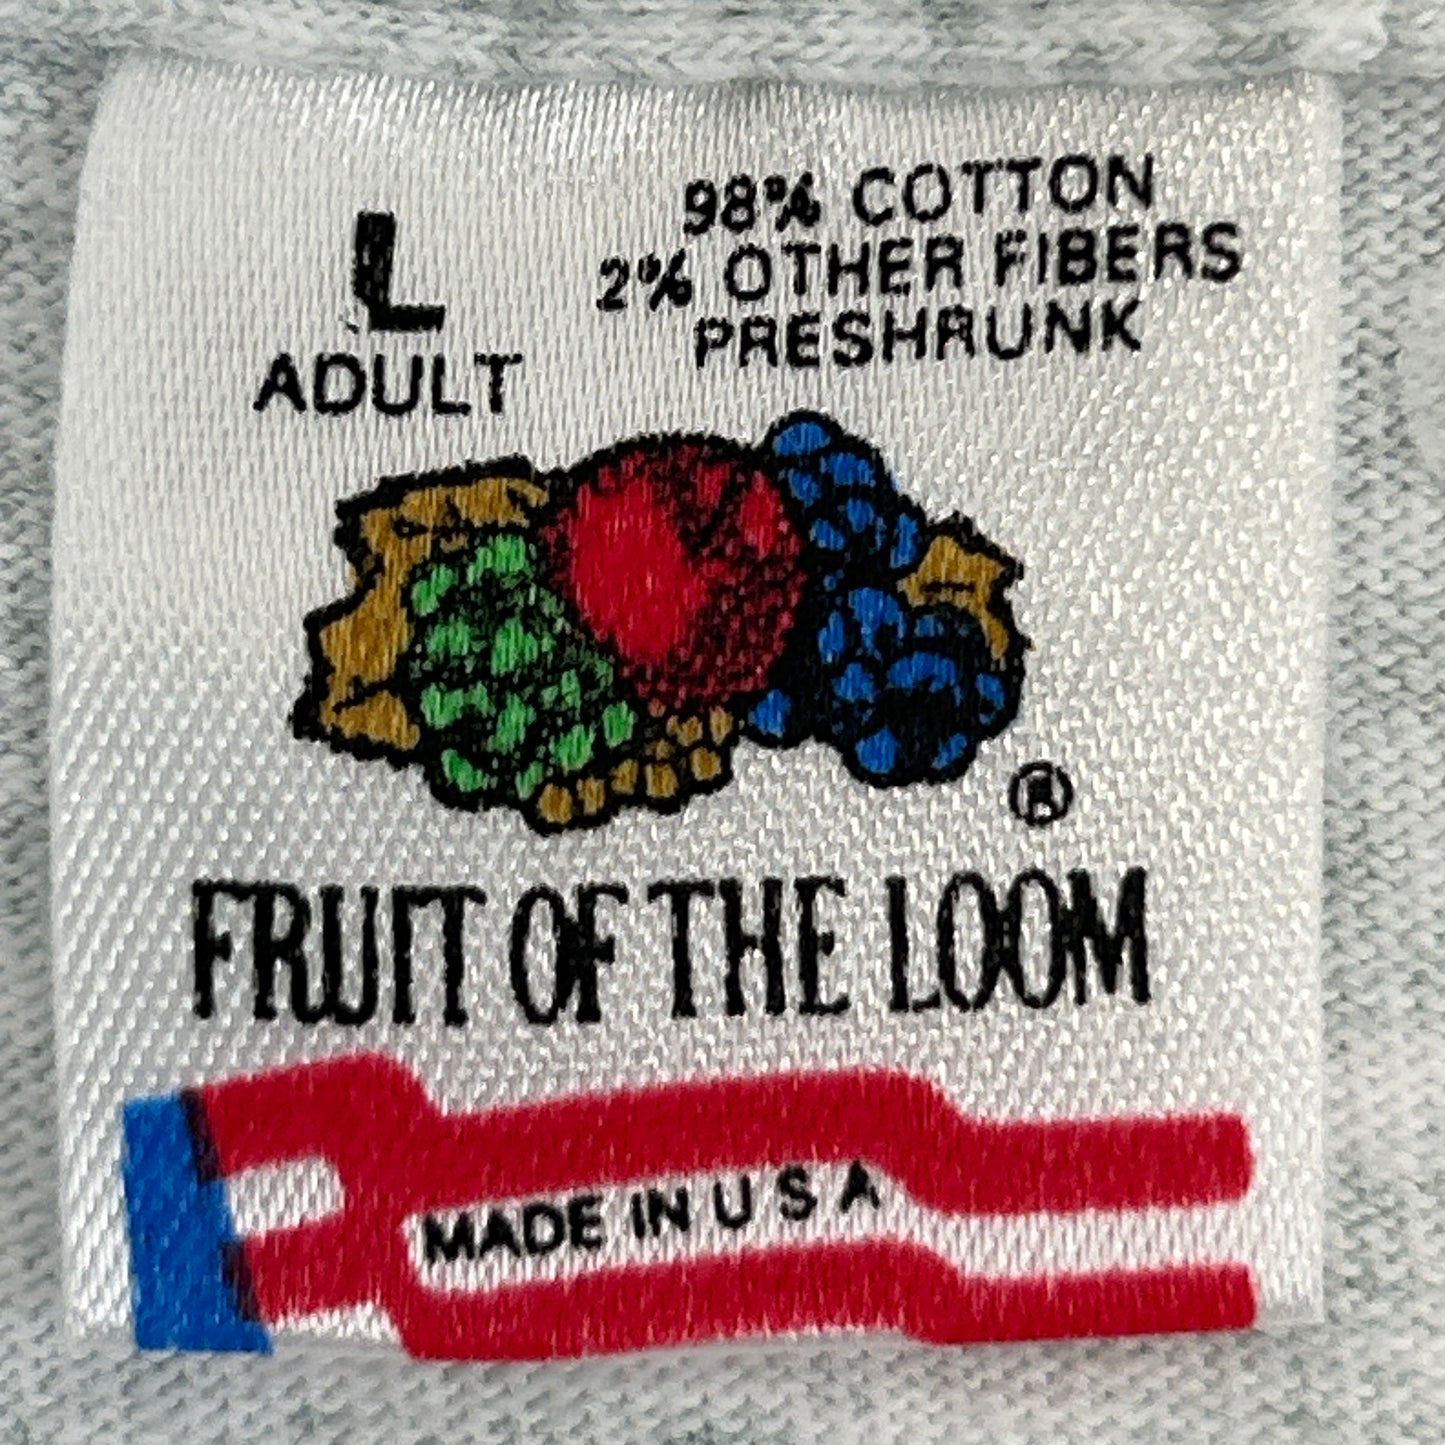 L
ADULT
98% COTTON
2% OTHER FIBERS
PRESHRUNK
®
FRUIT OF THE LOOM
MADE IN U S A